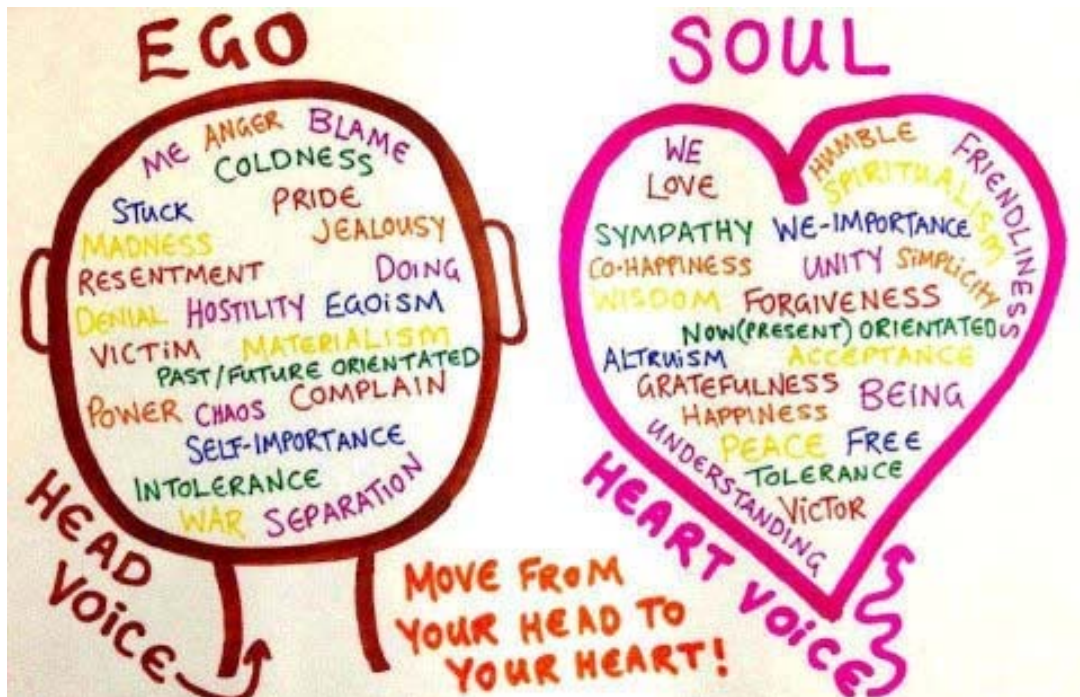 EGO
ME ANGER BLAME
COLDNESS
STUCK PRIDE
MADNESS JEALOUSY
RESENTMENT DOING
DENIAL HOSTILITY EGOiSM
VICTiM MATERIALISM
PAST/FUTURE ORIENTATED
POWER CHAOS COMPLAIN
SELF-IMPORTANCE
INTOLERANCE
WAR SEPARATION
HEAD
VOiCE
MOVE FROM
YOUR HEAD TO
YOUR HEART!
SOUL
WE HUMBLE FRIENDLINESS
LOVE SPIRITUALISM
SYMPATHY WE-IMPORTANCE
CO-HAPPINESS UNITY SiMPLICITY
WISDOM FORGIVENESS
NOW(PRESENT) ORIENTATED
ALTRUiSM ACCEPTANCE
GRATEFULNESS BEING
HAPPINESS
UNDERSTANDING PEACE FREE
TOLERANCE
ViCTOR
HEART VOiCE